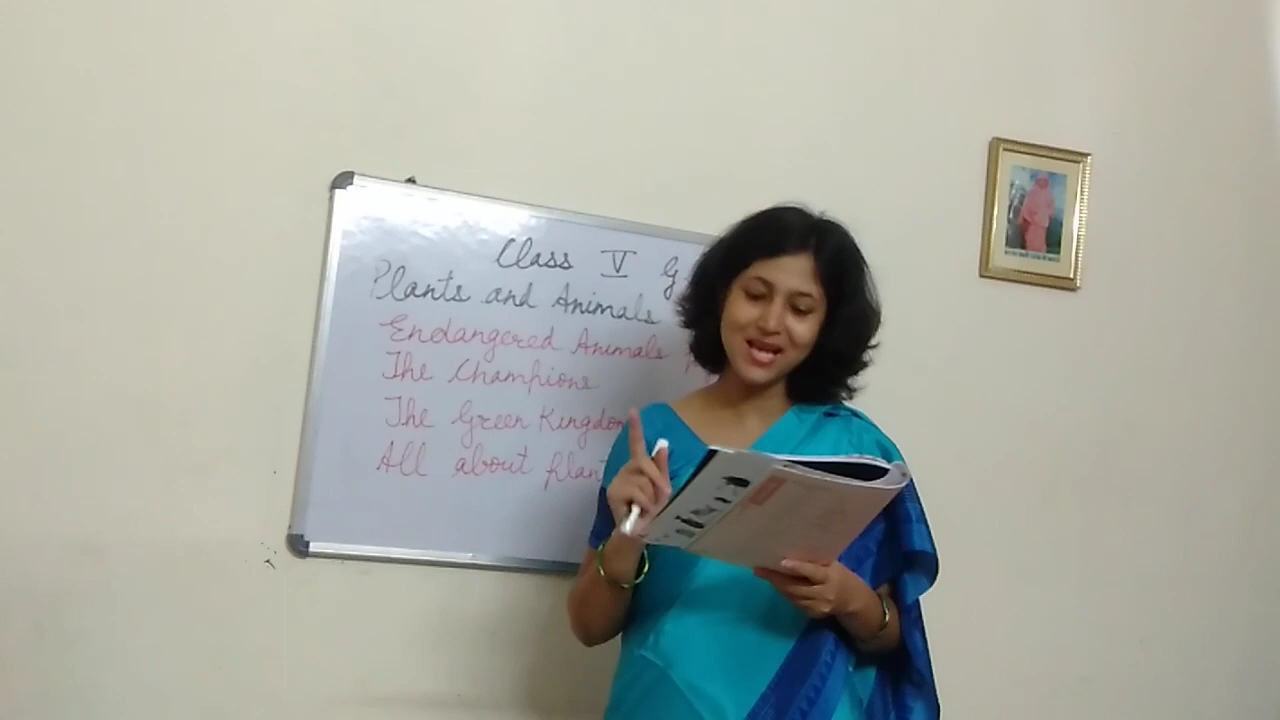 Class V G
Plants and Animals
Endangered Animals
The Champions
The Green Kingdom
All about plant